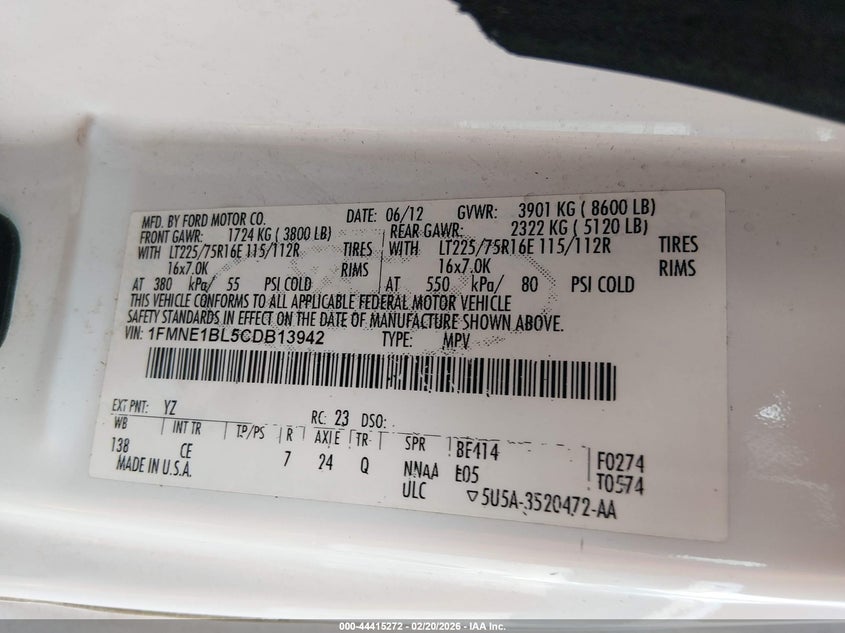 MFD. BY FORD MOTOR CO. DATE: 06/12 GVWR: 3901 KG ( 8600 LB)
FRONT GAWR: 1724 KG ( 3800 LB) REAR GAWR: 2322 KG ( 5120 LB)
WITH LT225/75R16E 115/112R TIRES WITH LT225/75R16E 115/112R TIRES
16x7.0K RIMS 16x7.0K RIMS
AT 380 kPa/ 55 PSI COLD AT 550 kPa/ 80 PSI COLD
THIS VEHICLE CONFORMS TO ALL APPLICABLE FEDERAL MOTOR VEHICLE
SAFETY STANDARDS IN EFFECT ON THE DATE OF MANUFACTURE SHOWN ABOVE.
VIN: 1FMNE1BL5CDB13942 TYPE: MPV
EXT PNT: YZ RC: 23 DSO:
WB INT TR TP/PS R AXLE TR SPR 8F414 F0274
138 CE 7 24 Q NNAA E05 T0574
MADE IN U.S.A. ULC ▽5U5A-3520472-AA
000-44415272 - 02/20/2026 - IAA Inc.